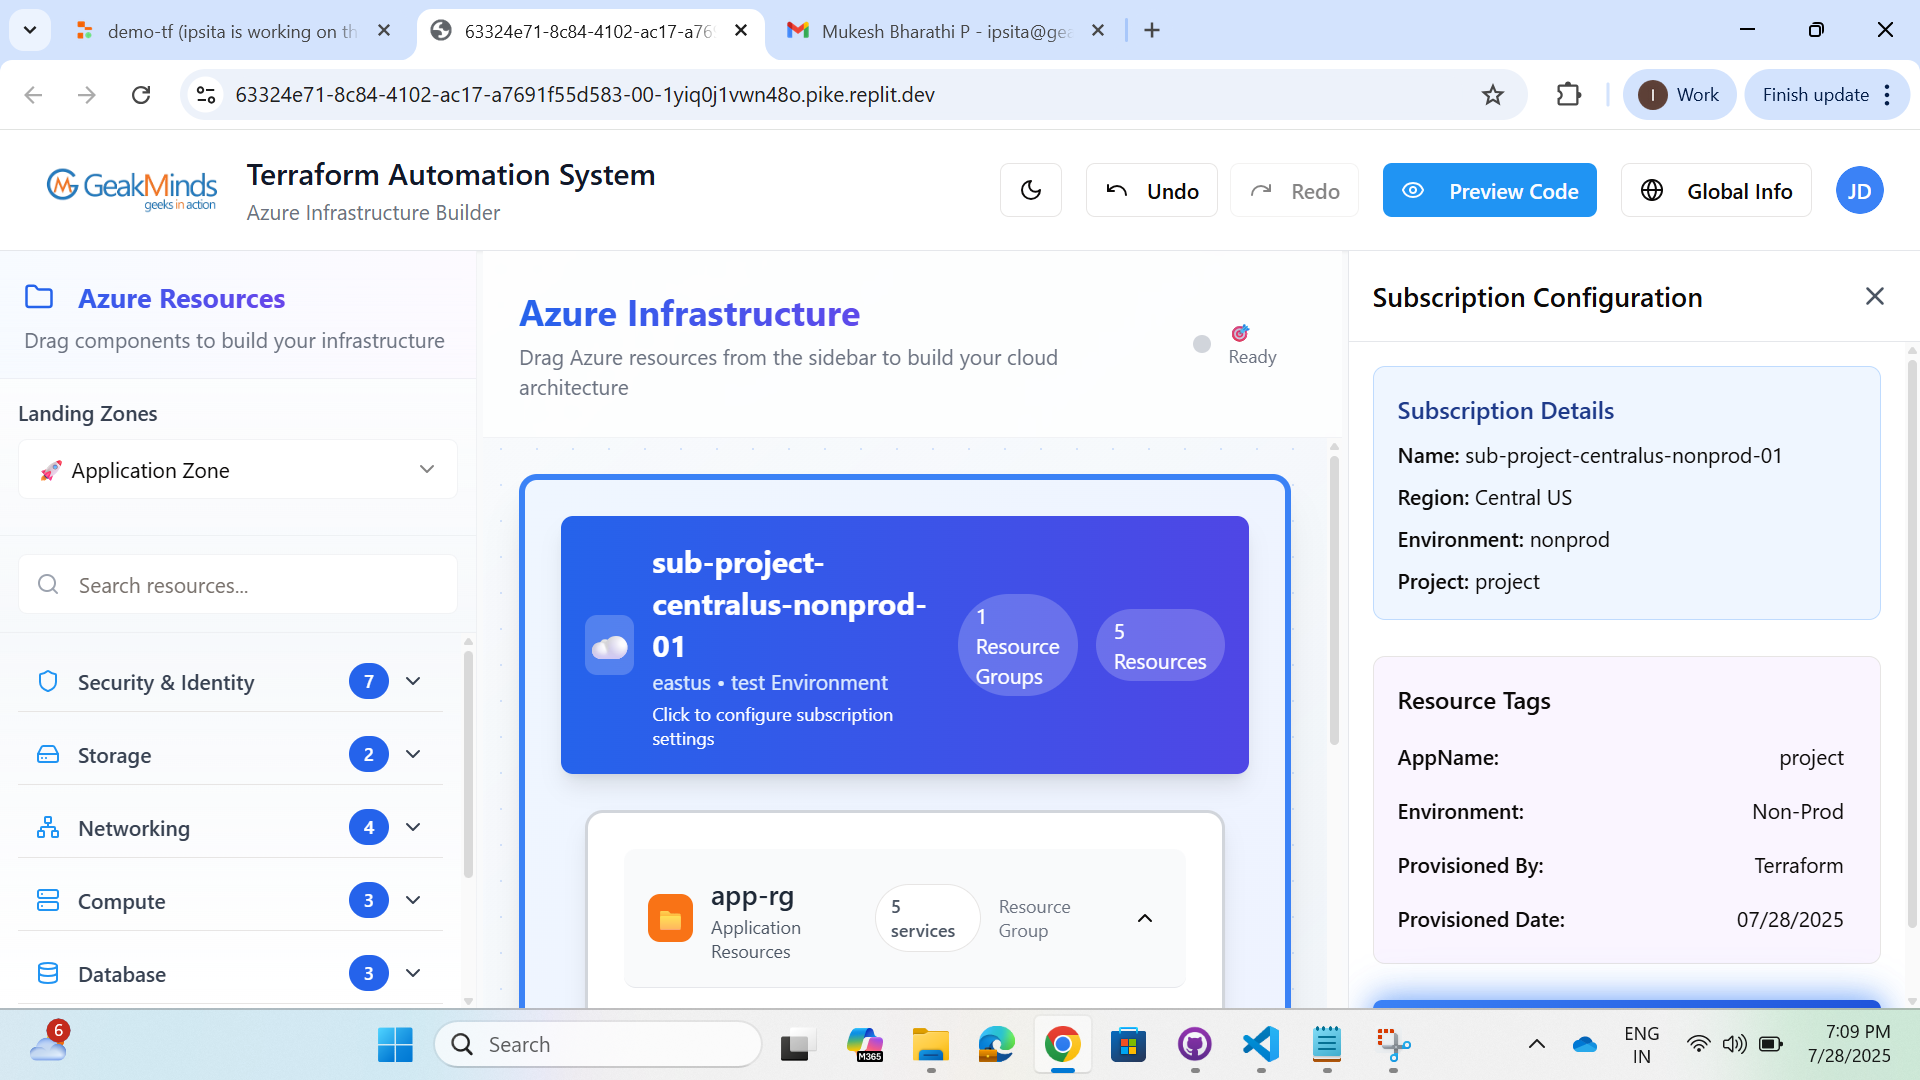 demo-tf (ipsita is working on th
63324e71-8c84-4102-ac17-a769
Mukesh Bharathi P - ipsita@gea
63324e71-8c84-4102-ac17-a7691f55d583-00-1yiq0j1vwn48o.pike.replit.dev
I Work
Finish update
GeakMinds
geeks in action
Terraform Automation System
Azure Infrastructure Builder
Undo
Redo
Preview Code
Global Info
JD
Azure Resources
Drag components to build your infrastructure
Landing Zones
Application Zone
Search resources...
Security & Identity 7
Storage 2
Networking 4
Compute 3
Database 3
Azure Infrastructure
Drag Azure resources from the sidebar to build your cloud
architecture
Ready
sub-project-
centralus-nonprod-
01
eastus • test Environment
Click to configure subscription
settings
1
Resource
Groups
5
Resources
app-rg
Application
Resources
5
services
Resource
Group
Subscription Configuration
Subscription Details
Name: sub-project-centralus-nonprod-01
Region: Central US
Environment: nonprod
Project: project
Resource Tags
AppName: project
Environment: Non-Prod
Provisioned By: Terraform
Provisioned Date: 07/28/2025
6
Search
M365
ENG
IN
7:09 PM
7/28/2025